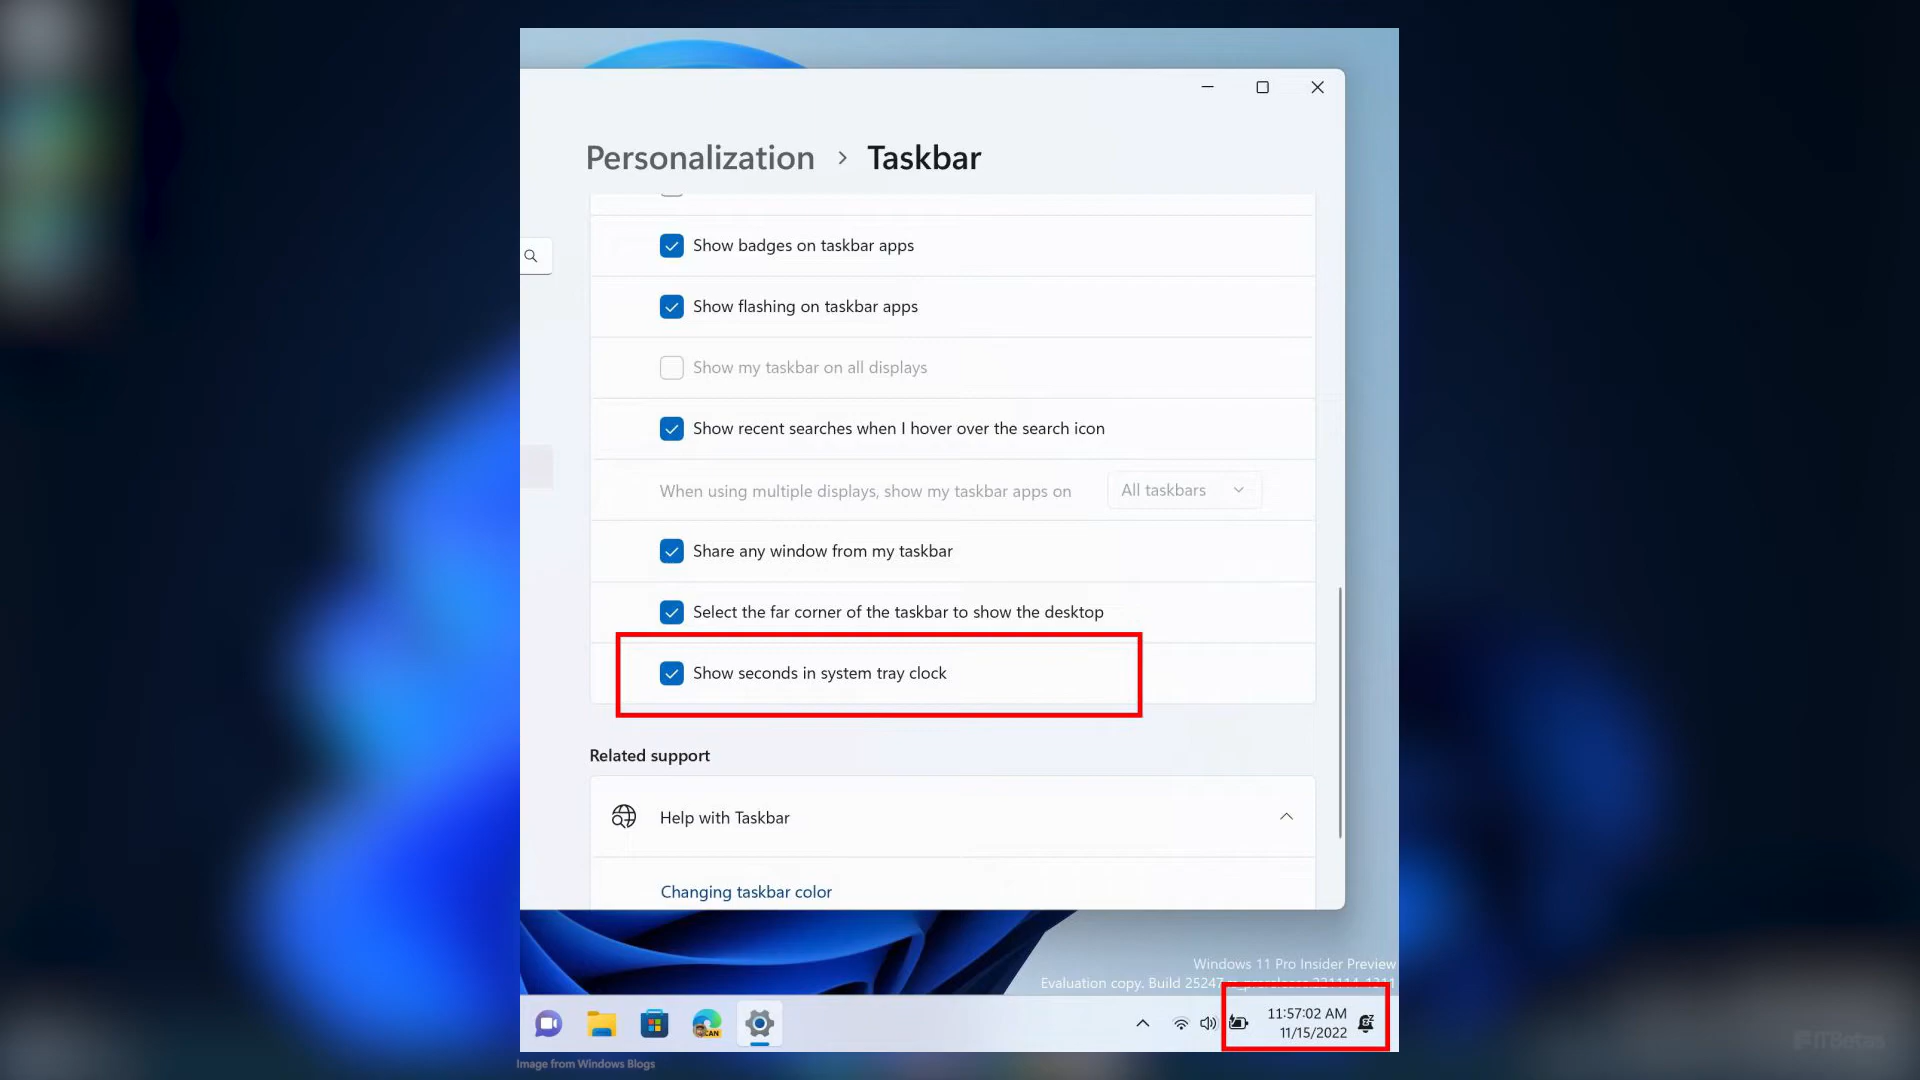 Personalization > Taskbar
Show badges on taskbar apps
Show flashing on taskbar apps
Show my taskbar on all displays
Show recent searches when I hover over the search icon
When using multiple displays, show my taskbar apps on All taskbars
Share any window from my taskbar
Select the far corner of the taskbar to show the desktop
Show seconds in system tray clock
Related support
Help with Taskbar
Changing taskbar color
Windows 11 Pro Insider Preview
Evaluation copy. Build 25247
CAN
11:57:02 AM
11/15/2022
Image from Windows Blogs
ITBetas